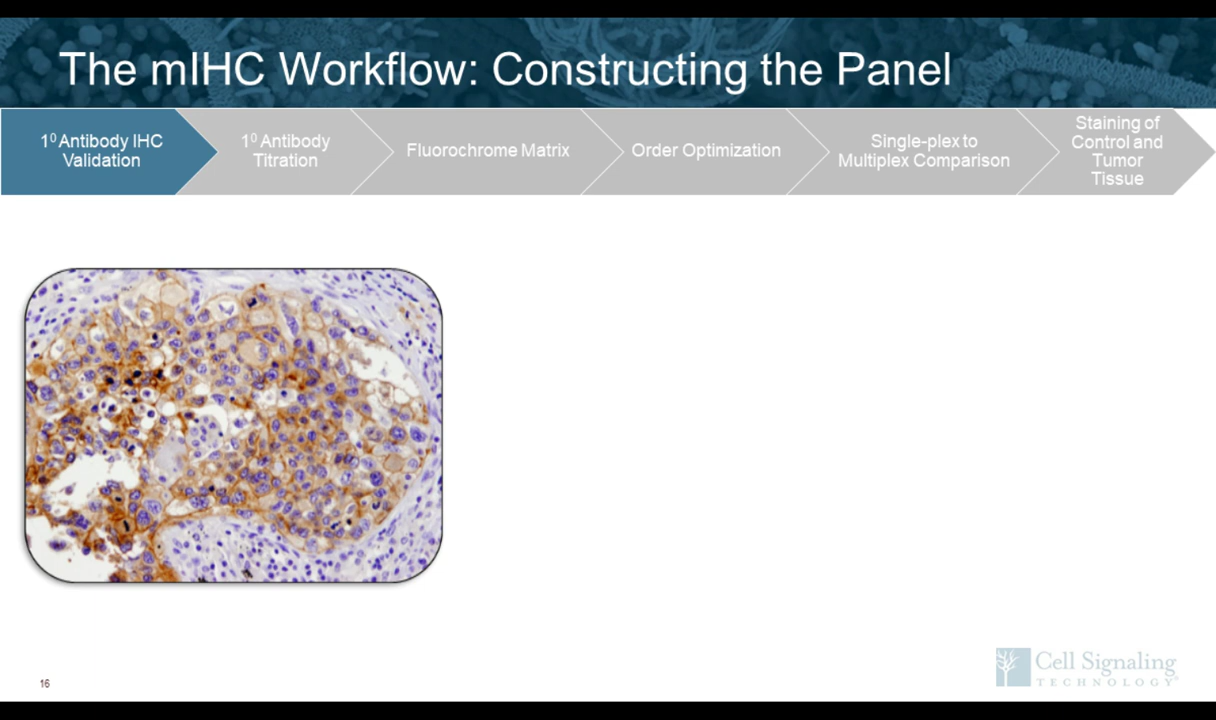 The mIHC Workflow: Constructing the Panel
1⁰ Antibody IHC
Validation
1⁰ Antibody
Titration
Fluorochrome Matrix
Order Optimization
Single-plex to
Multiplex Comparison
Staining of
Control and
Tumor
Tissue
16
Cell Signaling
TECHNOLOGY®